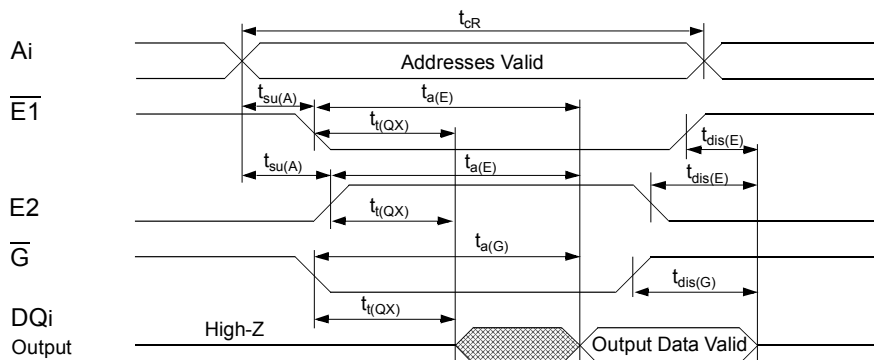 t_cR
Ai
Addresses Valid
t_su(A)
t_a(E)
E1
t_t(QX)
t_dis(E)
t_su(A)
t_a(E)
t_dis(E)
E2
t_t(QX)
G
t_a(G)
t_dis(G)
t_t(QX)
DQi
High-Z
Output
Output Data Valid